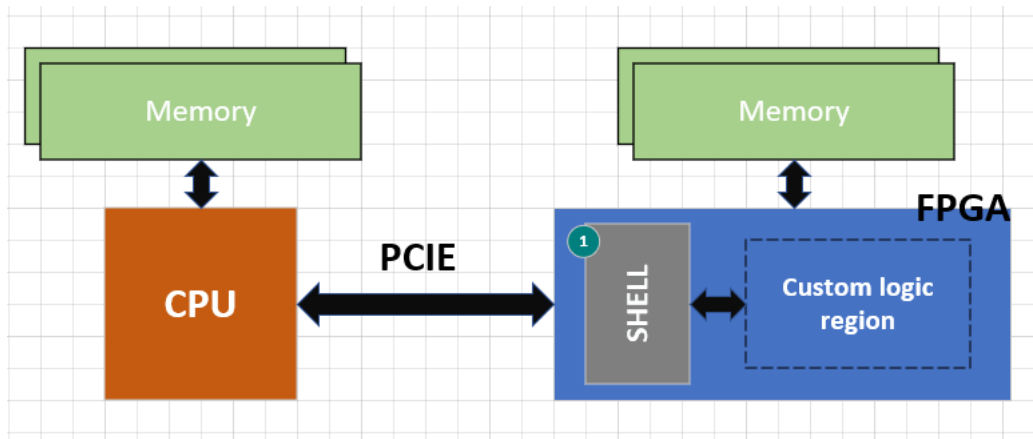 Memory
Memory
FPGA
PCIE
1
CPU
SHELL
Custom logic
region